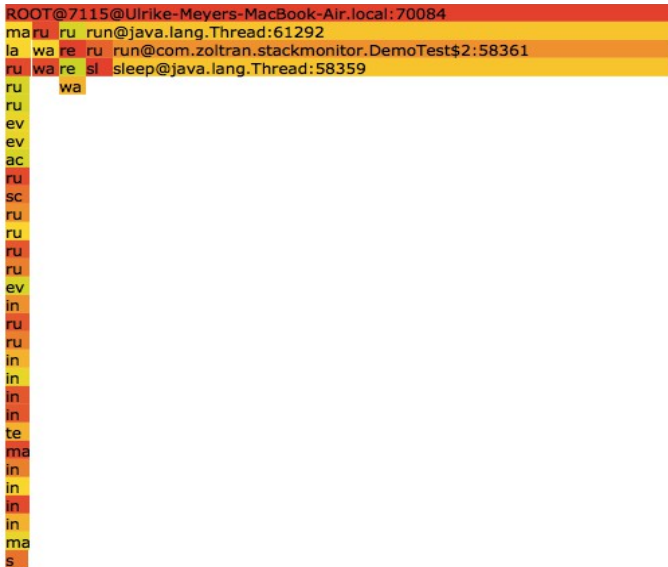 ROOT@7115@Ulrike-Meyers-MacBook-Air.local:70084
ma ru ru run@java.lang.Thread:61292
la wa re ru run@com.zoltran.stackmonitor.DemoTest$2:58361
ru wa re sl sleep@java.lang.Thread:58359
ru wa
ru
ev
ev
ac
ru
sc
ru
ru
ru
ru
ev
in
ru
ru
in
in
in
in
te
ma
in
in
in
in
ma
s